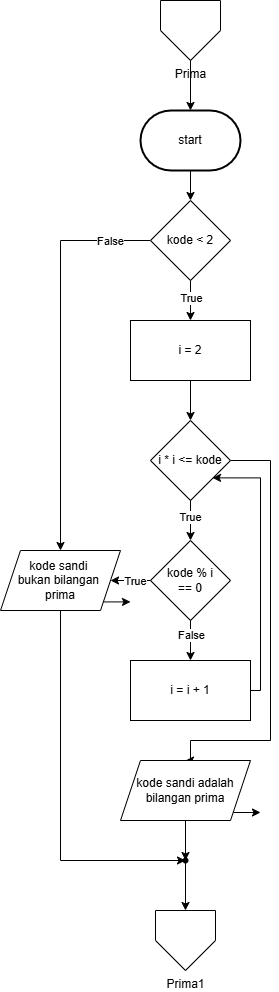 Prima
start
kode < 2
False
True
i = 2
i * i <= kode
True
kode % i
== 0
True
kode sandi
bukan bilangan
prima
False
i = i + 1
kode sandi adalah
bilangan prima
Prima1